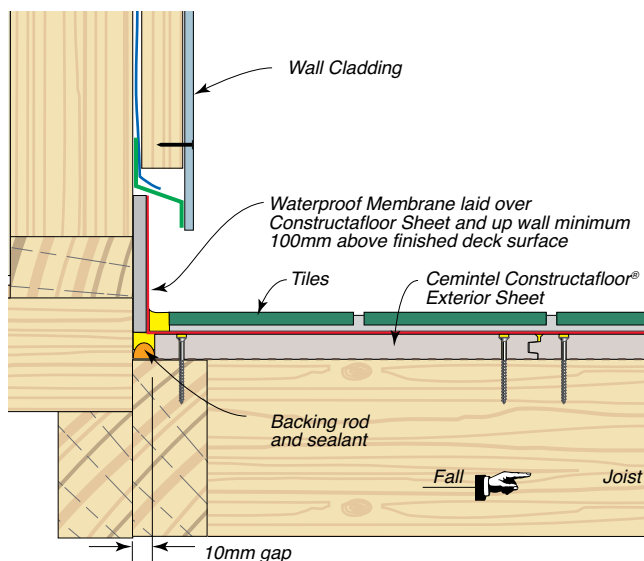 Wall Cladding
Waterproof Membrane laid over
Constructafloor Sheet and up wall minimum
100mm above finished deck surface
Tiles
Cemintel Constructafloor®
Exterior Sheet
Backing rod
and sealant
Fall
Joist
10mm gap